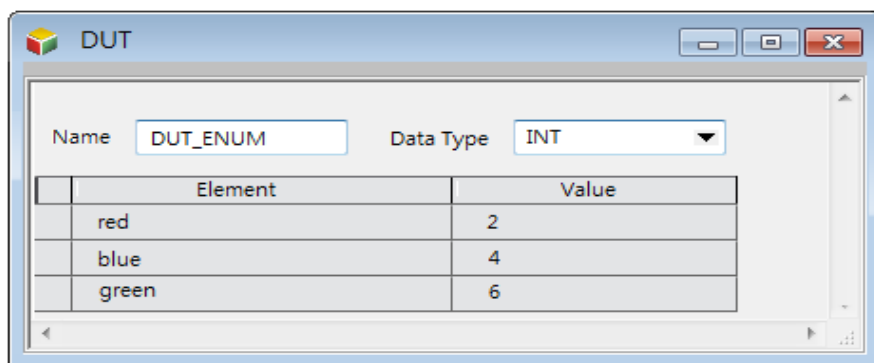 DUT
Name DUT_ENUM Data Type INT
Element Value
red 2
blue 4
green 6